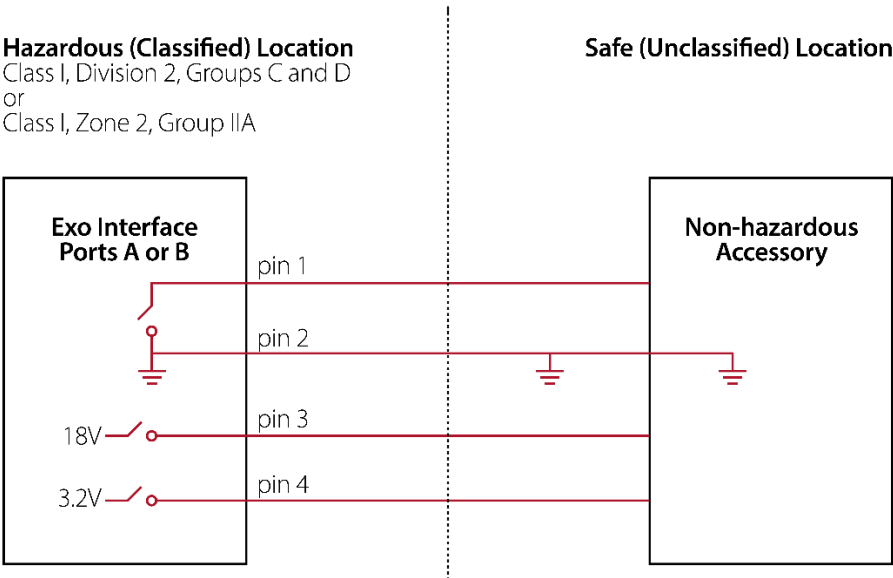 Hazardous (Classified) Location
Class I, Division 2, Groups C and D
or
Class I, Zone 2, Group IIA
Safe (Unclassified) Location
Exo Interface
Ports A or B
Non-hazardous
Accessory
pin 1
pin 2
pin 3
18V
pin 4
3.2V